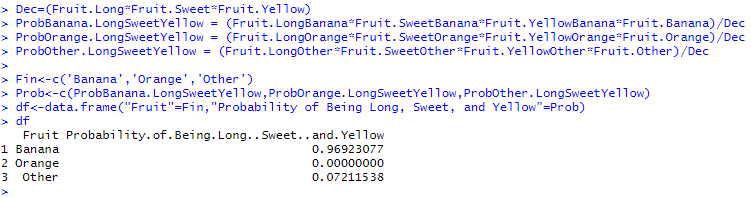 > Dec=(Fruit.Long*Fruit.Sweet*Fruit.Yellow)
> ProbBanana.LongSweetYellow = (Fruit.LongBanana*Fruit.SweetBanana*Fruit.YellowBanana*Fruit.Banana)/Dec
> ProbOrange.LongSweetYellow = (Fruit.LongOrange*Fruit.SweetOrange*Fruit.YellowOrange*Fruit.Orange)/Dec
> ProbOther.LongSweetYellow = (Fruit.LongOther*Fruit.SweetOther*Fruit.YellowOther*Fruit.Other)/Dec
>
> Fin<-c('Banana','Orange','Other')
> Prob<-c(ProbBanana.LongSweetYellow,ProbOrange.LongSweetYellow,ProbOther.LongSweetYellow)
> df<-data.frame("Fruit"=Fin,"Probability of Being Long, Sweet, and Yellow"=Prob)
> df
Fruit Probability.of.Being.Long..Sweet..and.Yellow
1 Banana 0.96923077
2 Orange 0.00000000
3 Other 0.07211538
>